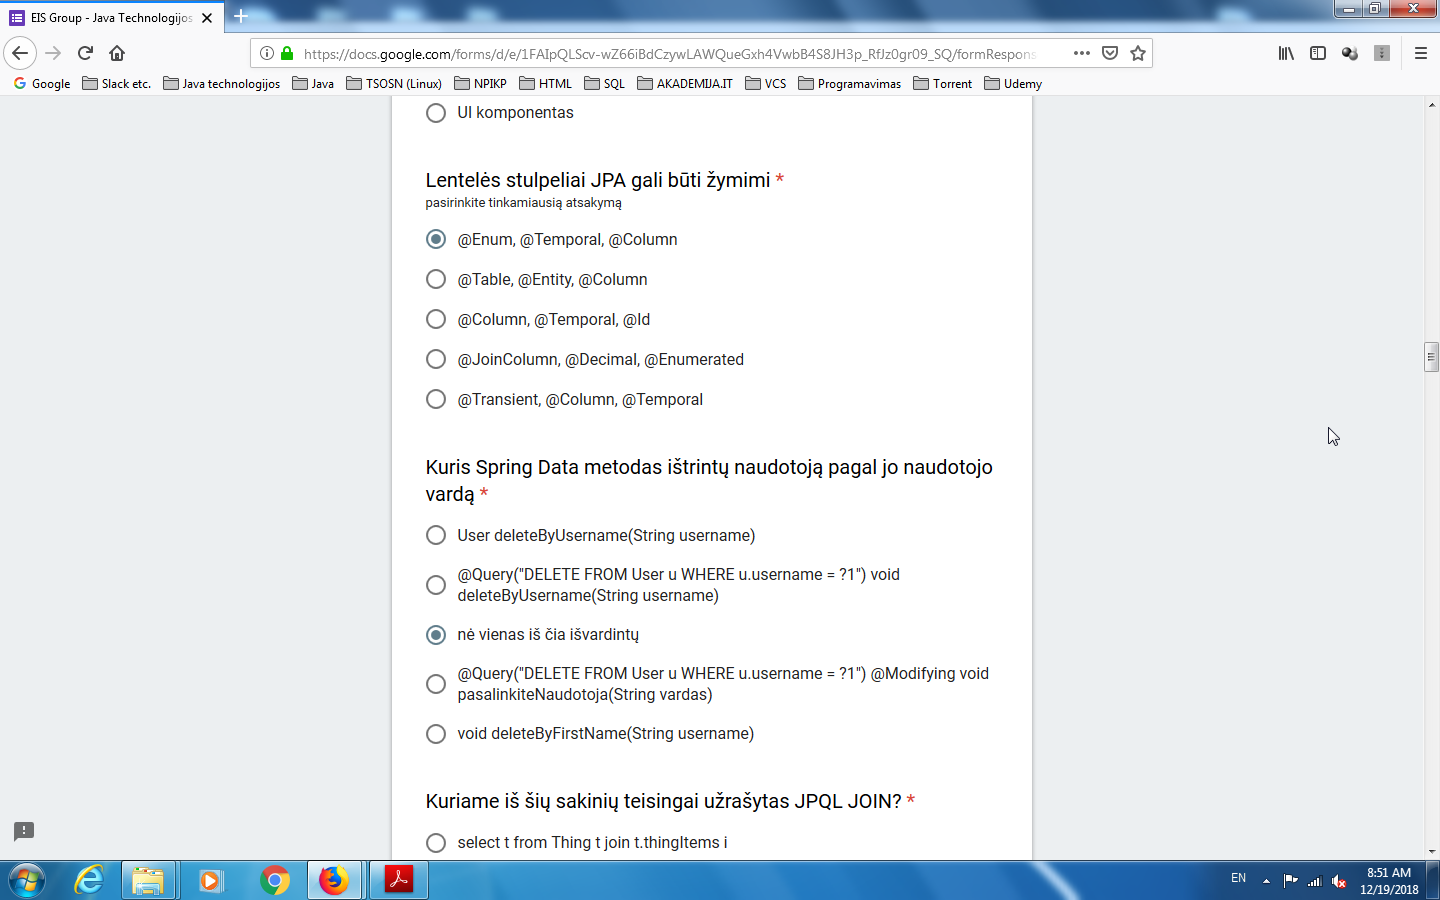 EIS Group - Java Technologijos
https://docs.google.com/forms/d/e/1FAIpQLScv-wZ66iBdCzywLAWQueGxh4VwbB4S8JH3p_RfJz0gr09_SQ/formRespons
Google Slack etc. Java technologijos Java TSOSN (Linux) NPIKP HTML SQL AKADEMIJA.IT VCS Programavimas Torrent Udemy
UI komponentas
Lentelės stulpeliai JPA gali būti žymimi *
pasirinkite tinkamiausią atsakymą
@Enum, @Temporal, @Column
@Table, @Entity, @Column
@Column, @Temporal, @Id
@JoinColumn, @Decimal, @Enumerated
@Transient, @Column, @Temporal
Kuris Spring Data metodas ištrintų naudotoją pagal jo naudotojo
vardą *
User deleteByUsername(String username)
@Query("DELETE FROM User u WHERE u.username = ?1") void
deleteByUsername(String username)
nė vienas iš čia išvardintų
@Query("DELETE FROM User u WHERE u.username = ?1") @Modifying void
pasalinkiteNaudotoja(String vardas)
void deleteByFirstName(String username)
Kuriame iš šių sakinių teisingai užrašytas JPQL JOIN? *
select t from Thing t join t.thingItems i
EN
8:51 AM
12/19/2018